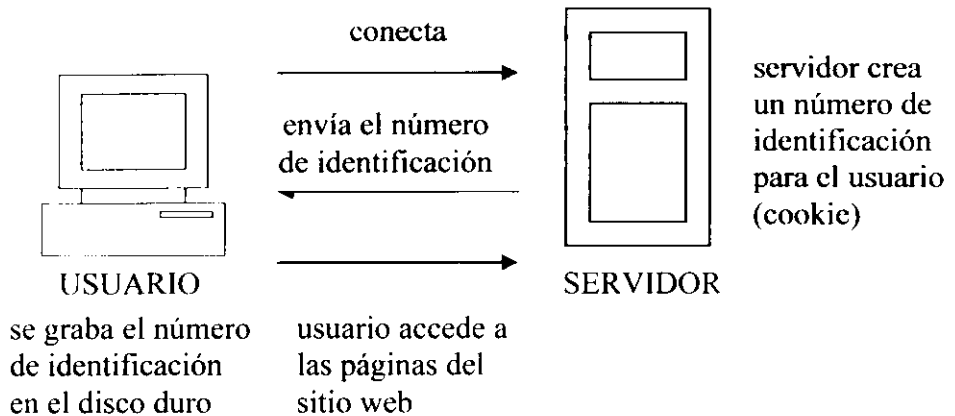 conecta
envía el número
de identificación
servidor crea
un número de
identificación
para el usuario
(cookie)
USUARIO
SERVIDOR
se graba el número
de identificación
en el disco duro
usuario accede a
las páginas del
sitio web